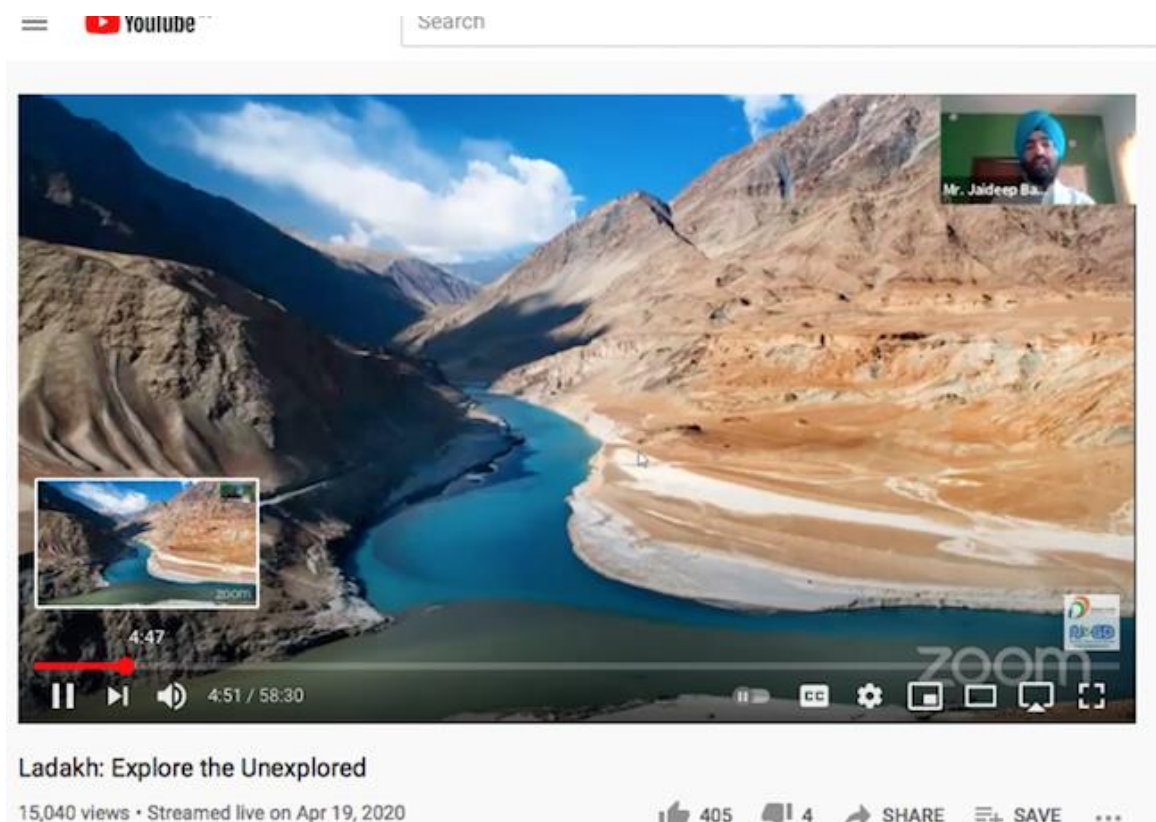 YouTube
Search
Mr. Jaideep Ba...
zoom
4:47
zoom
4:51 / 58:30
CC
Ladakh: Explore the Unexplored
15,040 views • Streamed live on Apr 19, 2020
405
4
SHARE
SAVE